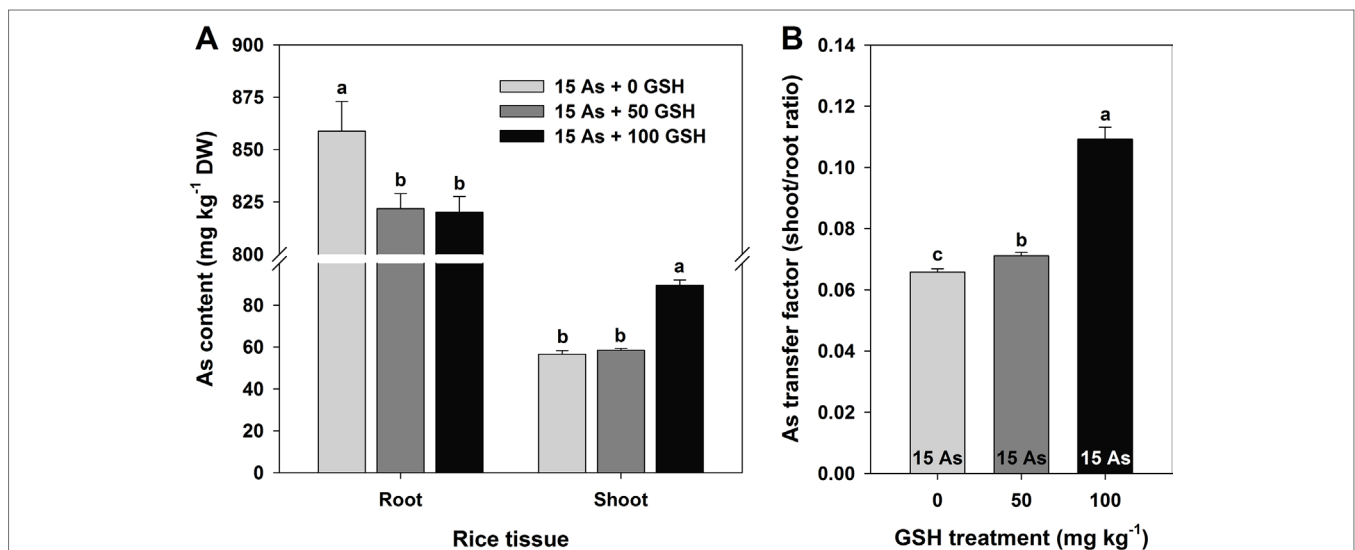 A
B
900
875
850
825
800
80
60
40
20
0
As content (mg kg-1 DW)
15 As + 0 GSH
15 As + 50 GSH
15 As + 100 GSH
a
b
b
b
b
a
Root
Shoot
Rice tissue
0.14
0.12
0.10
0.08
0.06
0.04
0.02
0.00
As transfer factor (shoot/root ratio)
c
b
a
15 As
15 As
15 As
0
50
100
GSH treatment (mg kg-1)